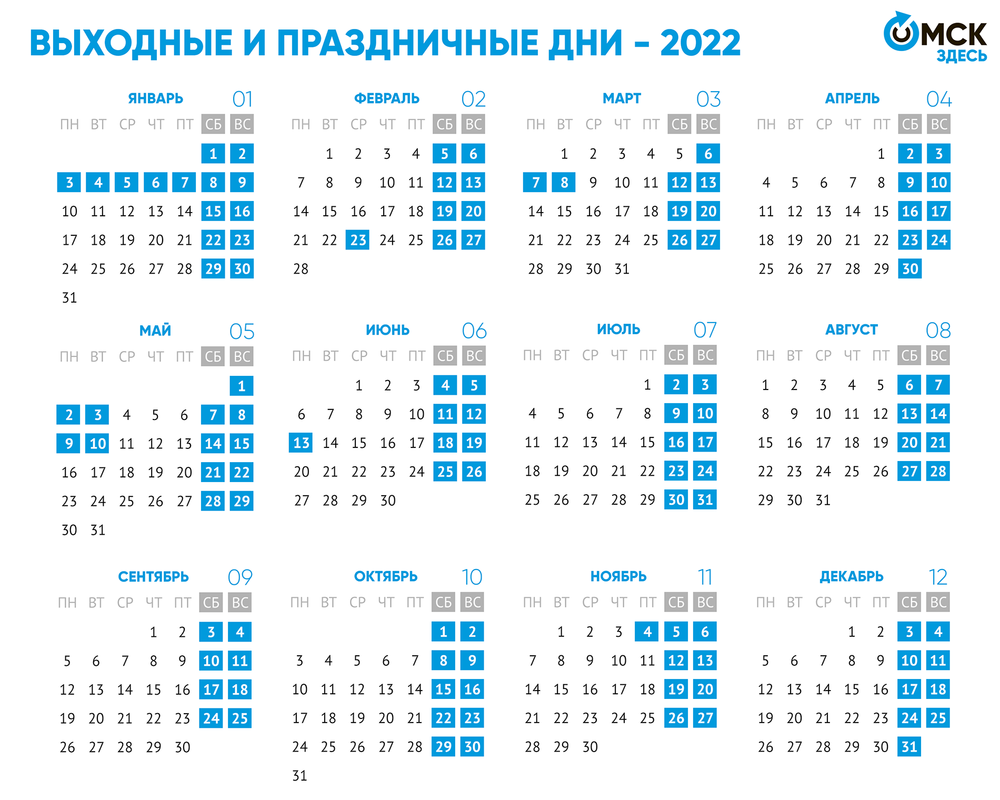 ВЫХОДНЫЕ И ПРАЗДНИЧНЫЕ ДНИ - 2022
ОМСК
ЗДЕСЬ
ЯНВАРЬ 01
ПН ВТ СР ЧТ ПТ СБ ВС
1 2
3 4 5 6 7 8 9
10 11 12 13 14 15 16
17 18 19 20 21 22 23
24 25 26 27 28 29 30
31
ФЕВРАЛЬ 02
ПН ВТ СР ЧТ ПТ СБ ВС
1 2 3 4 5 6
7 8 9 10 11 12 13
14 15 16 17 18 19 20
21 22 23 24 25 26 27
28
МАРТ 03
ПН ВТ СР ЧТ ПТ СБ ВС
1 2 3 4 5 6
7 8 9 10 11 12 13
14 15 16 17 18 19 20
21 22 23 24 25 26 27
28 29 30 31
АПРЕЛЬ 04
ПН ВТ СР ЧТ ПТ СБ ВС
1 2 3
4 5 6 7 8 9 10
11 12 13 14 15 16 17
18 19 20 21 22 23 24
25 26 27 28 29 30
МАЙ 05
ПН ВТ СР ЧТ ПТ СБ ВС
1
2 3 4 5 6 7 8
9 10 11 12 13 14 15
16 17 18 19 20 21 22
23 24 25 26 27 28 29
30 31
ИЮНЬ 06
ПН ВТ СР ЧТ ПТ СБ ВС
1 2 3 4 5
6 7 8 9 10 11 12
13 14 15 16 17 18 19
20 21 22 23 24 25 26
27 28 29 30
ИЮЛЬ 07
ПН ВТ СР ЧТ ПТ СБ ВС
1 2 3
4 5 6 7 8 9 10
11 12 13 14 15 16 17
18 19 20 21 22 23 24
25 26 27 28 29 30 31
АВГУСТ 08
ПН ВТ СР ЧТ ПТ СБ ВС
1 2 3 4 5 6 7
8 9 10 11 12 13 14
15 16 17 18 19 20 21
22 23 24 25 26 27 28
29 30 31
СЕНТЯБРЬ 09
ПН ВТ СР ЧТ ПТ СБ ВС
1 2 3 4
5 6 7 8 9 10 11
12 13 14 15 16 17 18
19 20 21 22 23 24 25
26 27 28 29 30
ОКТЯБРЬ 10
ПН ВТ СР ЧТ ПТ СБ ВС
1 2
3 4 5 6 7 8 9
10 11 12 13 14 15 16
17 18 19 20 21 22 23
24 25 26 27 28 29 30
31
НОЯБРЬ 11
ПН ВТ СР ЧТ ПТ СБ ВС
1 2 3 4 5 6
7 8 9 10 11 12 13
14 15 16 17 18 19 20
21 22 23 24 25 26 27
28 29 30
ДЕКАБРЬ 12
ПН ВТ СР ЧТ ПТ СБ ВС
1 2 3 4
5 6 7 8 9 10 11
12 13 14 15 16 17 18
19 20 21 22 23 24 25
26 27 28 29 30 31